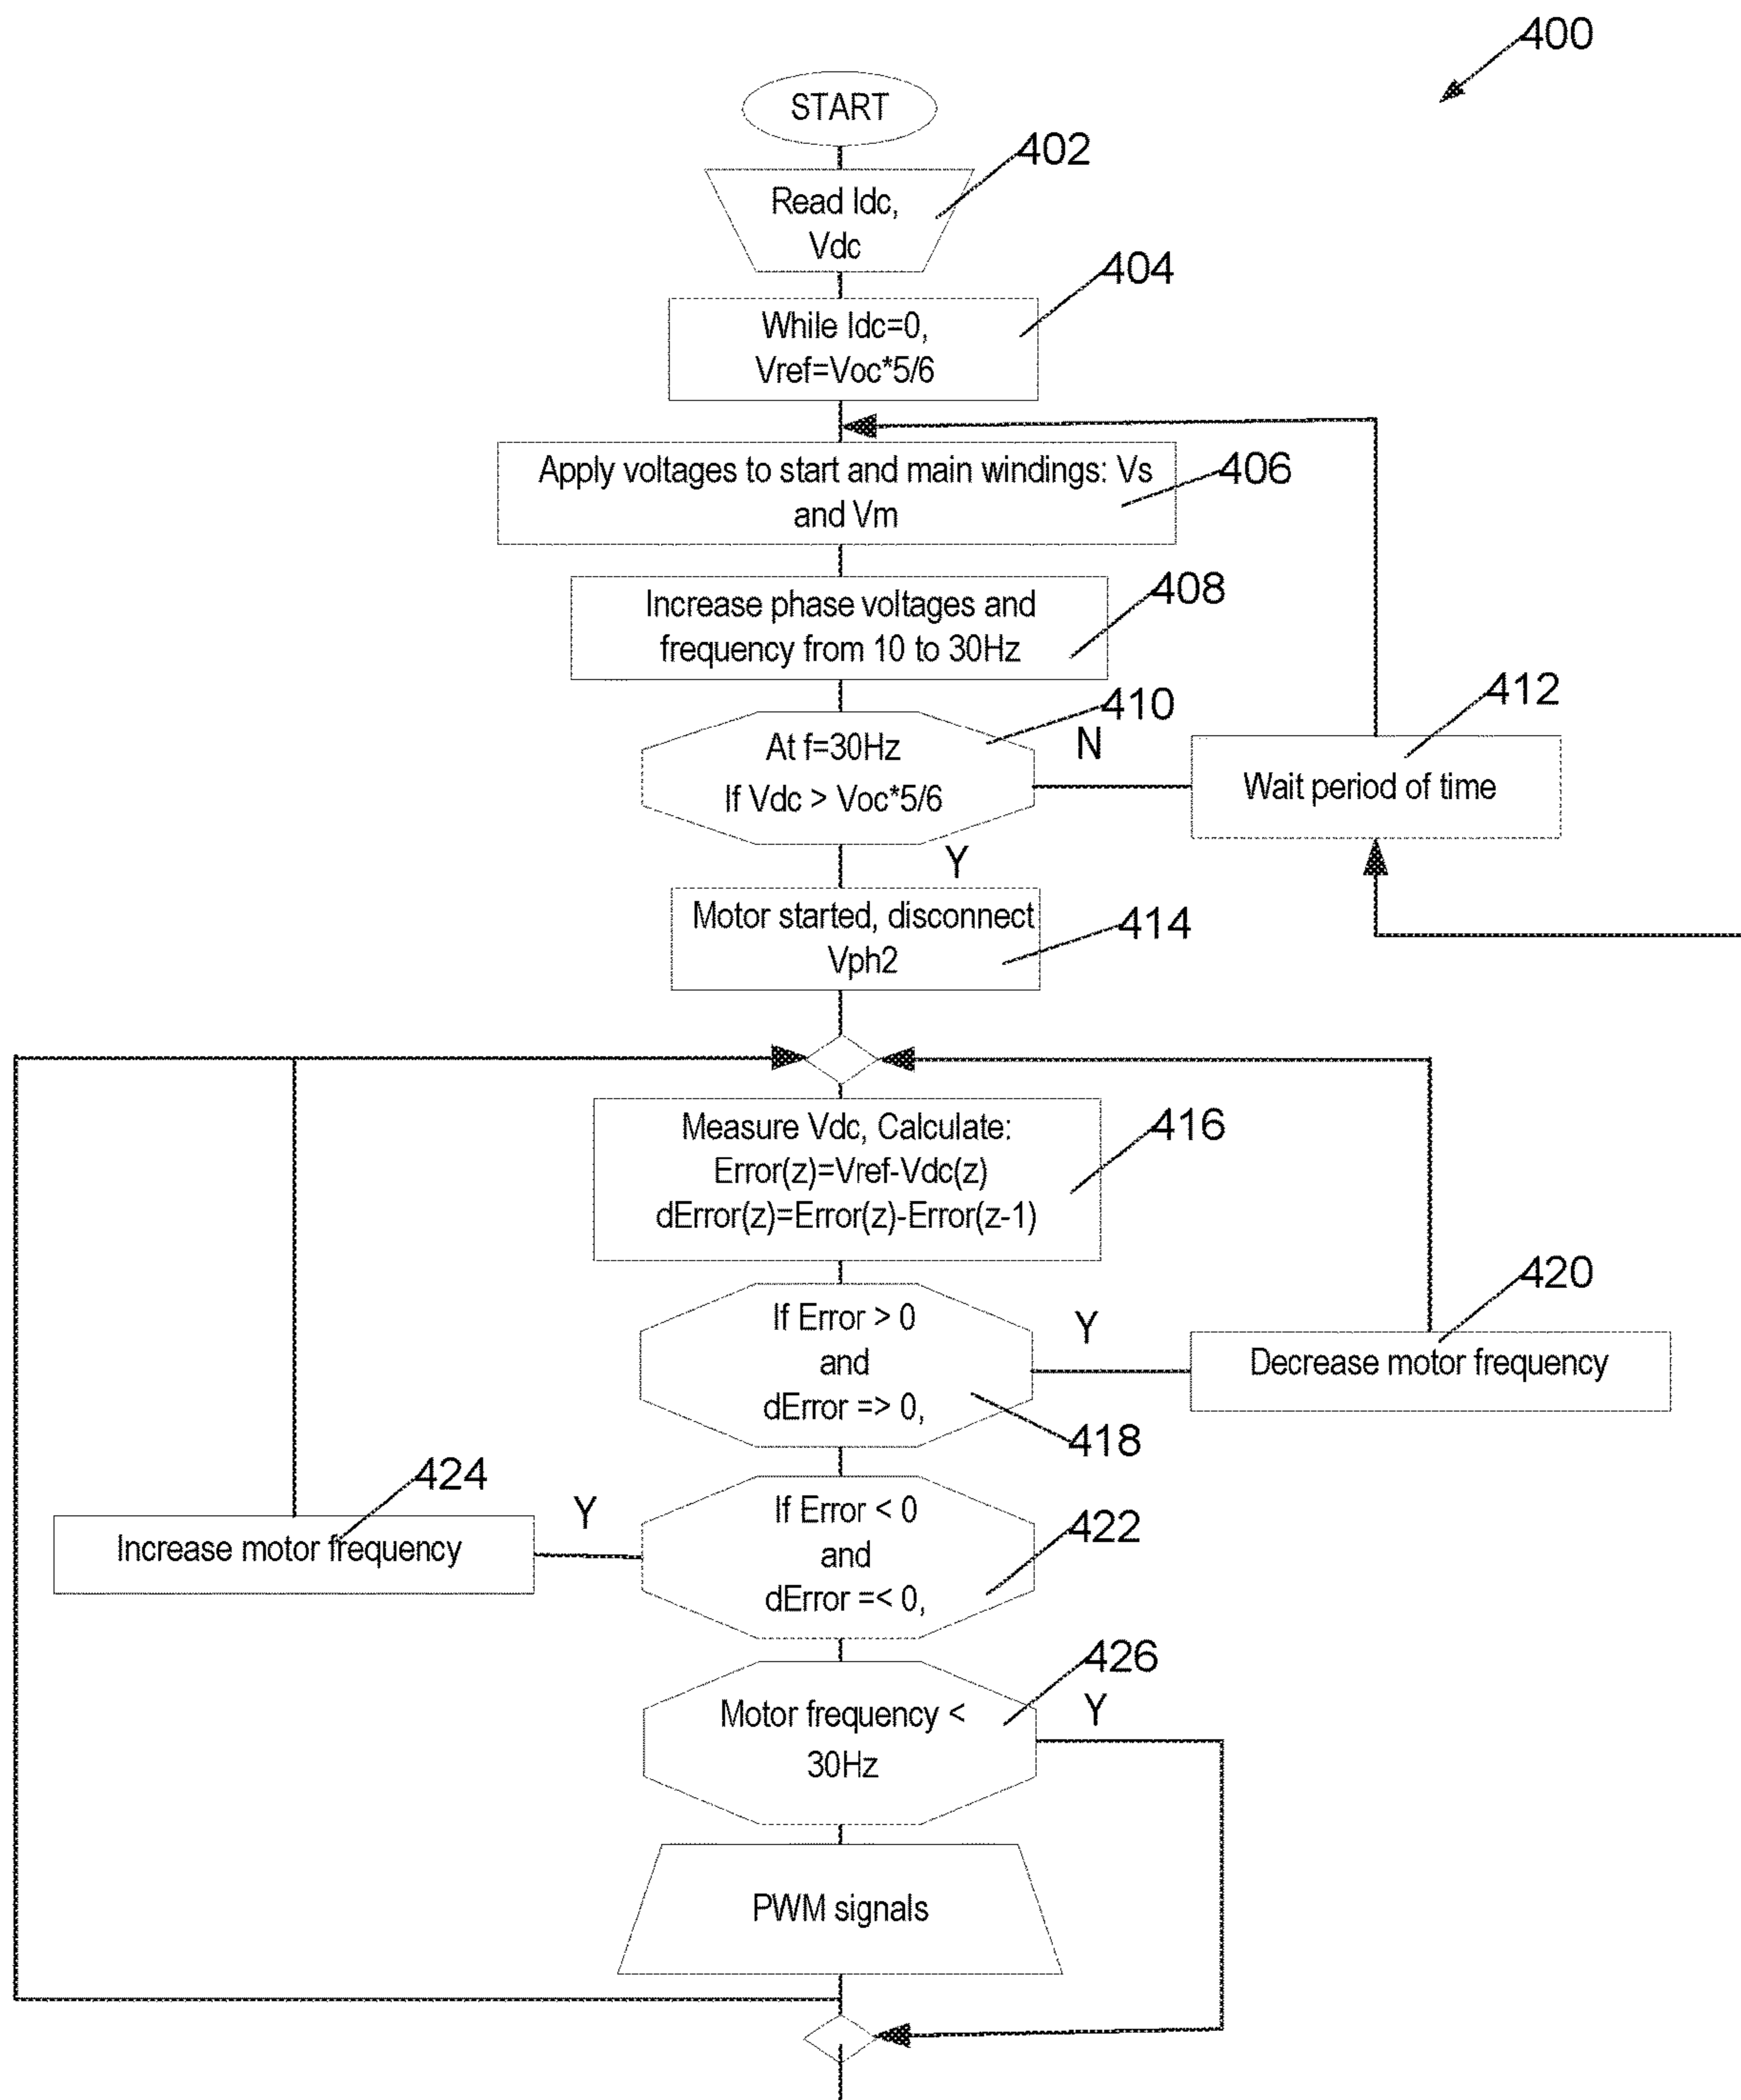 400
START
402
Read Idc,
Vdc
404
While Idc=0,
Vref=Voc*5/6
Apply voltages to start and main windings: Vs
and Vm
406
Increase phase voltages and
frequency from 10 to 30Hz
408
410
At f=30Hz
If Vdc > Voc*5/6
N
412
Wait period of time
Y
Motor started, disconnect
Vph2
414
Measure Vdc, Calculate:
Error(z)=Vref-Vdc(z)
dError(z)=Error(z)-Error(z-1)
416
If Error > 0
and
dError => 0,
Y
420
Decrease motor frequency
418
424
Increase motor frequency
Y
If Error < 0
and
dError =< 0,
422
426
Motor frequency <
30Hz
Y
PWM signals